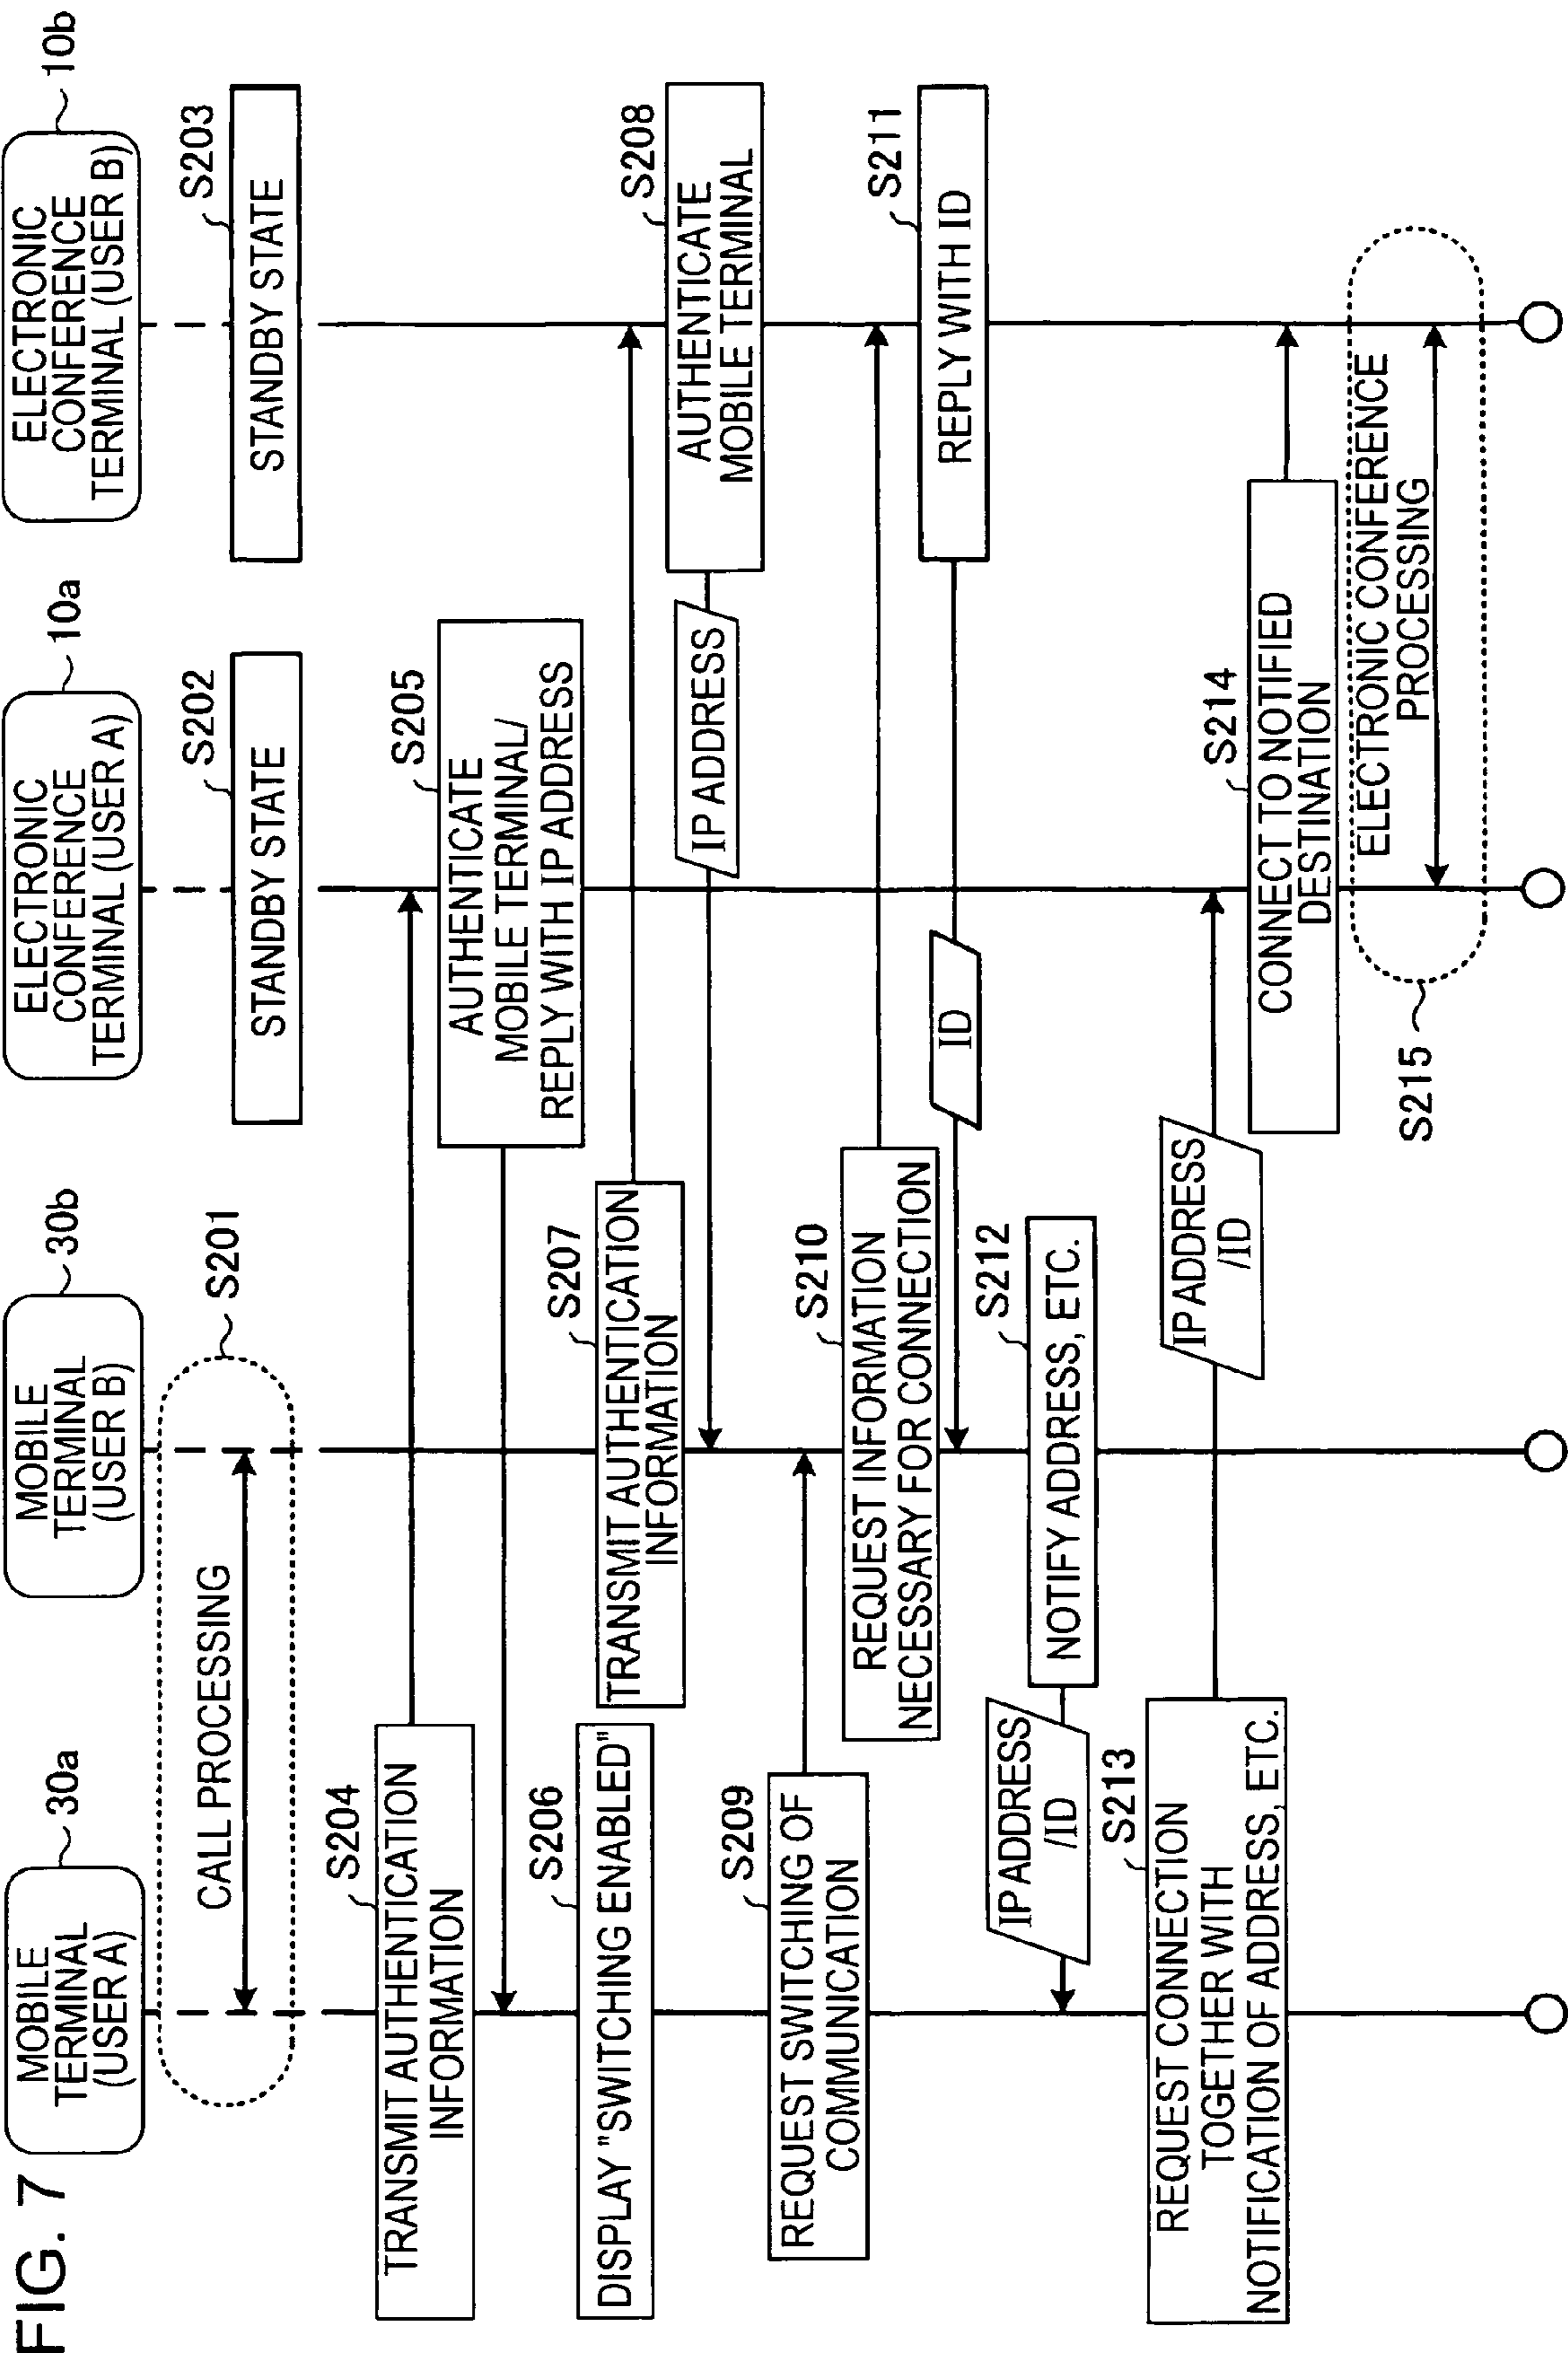 FIG. 7
MOBILE
TERMINAL
(USER A)
30a
MOBILE
TERMINAL
(USER B)
30b
ELECTRONIC
CONFERENCE
TERMINAL (USER A)
10a
ELECTRONIC
CONFERENCE
TERMINAL (USER B)
10b
CALL PROCESSING
S201
S202
STANDBY STATE
S203
STANDBY STATE
S204
TRANSMIT AUTHENTICATION
INFORMATION
S205
AUTHENTICATE
MOBILE TERMINAL/
REPLY WITH IP ADDRESS
S206
DISPLAY "SWITCHING ENABLED"
S207
TRANSMIT AUTHENTICATION
INFORMATION
S208
AUTHENTICATE
MOBILE TERMINAL
IP ADDRESS
S209
REQUEST SWITCHING OF
COMMUNICATION
S210
REQUEST INFORMATION
NECESSARY FOR CONNECTION
S211
REPLY WITH ID
ID
S212
NOTIFY ADDRESS, ETC.
IP ADDRESS
/ID
S213
REQUEST CONNECTION
TOGETHER WITH
NOTIFICATION OF ADDRESS, ETC.
IP ADDRESS
/ID
S214
CONNECT TO NOTIFIED
DESTINATION
S215
ELECTRONIC CONFERENCE
PROCESSING